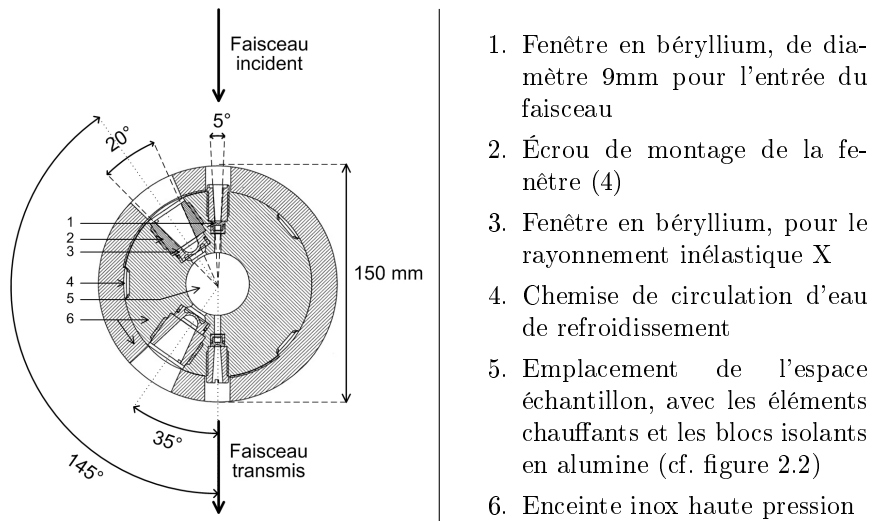 Faisceau
incident
5°
20°
1
2
3
4
5
6
150 mm
35°
145°
Faisceau
transmis
1. Fenêtre en béryllium, de dia-
mètre 9mm pour l'entrée du
faisceau
2. Écrou de montage de la fe-
nêtre (4)
3. Fenêtre en béryllium, pour le
rayonnement inélastique X
4. Chemise de circulation d'eau
de refroidissement
5. Emplacement de l'espace
échantillon, avec les éléments
chauffants et les blocs isolants
en alumine (cf. figure 2.2)
6. Enceinte inox haute pression